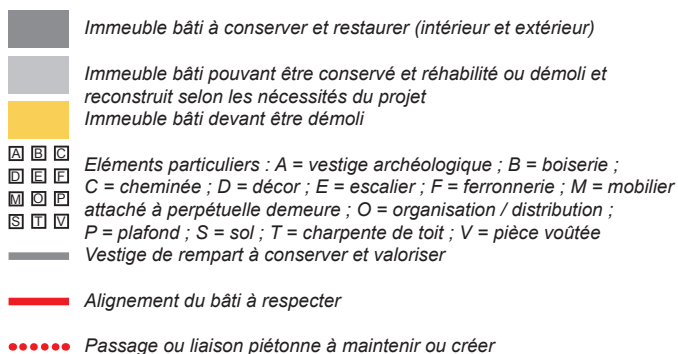 Immeuble bâti à conserver et restaurer (intérieur et extérieur)
Immeuble bâti pouvant être conservé et réhabilité ou démoli et
reconstruit selon les nécessités du projet
Immeuble bâti devant être démoli
A B C
D E F
M O P
S T V
Eléments particuliers : A = vestige archéologique ; B = boiserie ;
C = cheminée ; D = décor ; E = escalier ; F = ferronnerie ; M = mobilier
attaché à perpétuelle demeure ; O = organisation / distribution ;
P = plafond ; S = sol ; T = charpente de toit ; V = pièce voûtée
Vestige de rempart à conserver et valoriser
Alignement du bâti à respecter
Passage ou liaison piétonne à maintenir ou créer